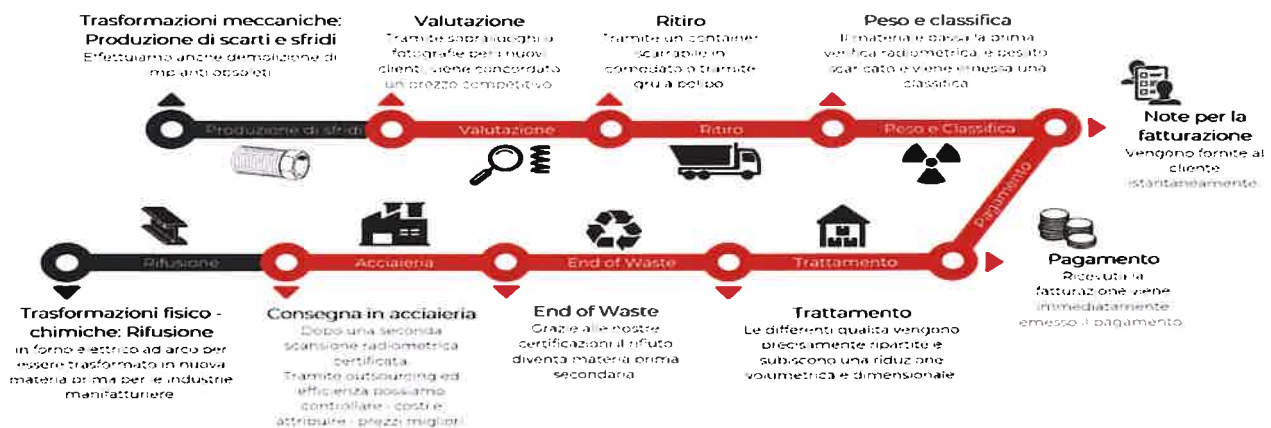 Trasformazioni meccaniche:
Produzione di scarti e sfridi
Effettuiamo anche demolizione di
impianti obsoleti
Valutazione
Tramite sopralluoghi o
fotografie per i nuovi
clienti, viene concordato
un prezzo competitivo
Ritiro
Tramite un container
scarrabile in
comodato o tramite
gru a polipo
Peso e classifica
Il materiale passa la prima
verifica radiometrica, e pesato
scaricato e viene emessa una
classifica
Note per la
fatturazione
Vengono fornite al
cliente
istantaneamente.
Produzione di sfridi
Valutazione
Ritiro
Peso e Classifica
Pagamento
Rifusione
Acciaieria
End of Waste
Trattamento
Pagamento
Ricevuta la
fatturazione viene
immediatamente
emesso il pagamento.
Trasformazioni fisico -
chimiche: Rifusione
in forno elettrico ad arco per
essere trasformato in nuova
materia prima per le industrie
manifatturiere
Consegna in acciaieria
Dopo una seconda
scansione radiometrica
certificata.
Tramite outsourcing ed
efficienza possiamo
controllare i costi e
attribuire i prezzi migliori.
End of Waste
Grazie alle nostre
certificazioni il rifiuto
diventa materia prima
secondaria
Trattamento
Le differenti qualita vengono
precisamente ripartite e
subiscono una riduzione
volumetrica e dimensionale